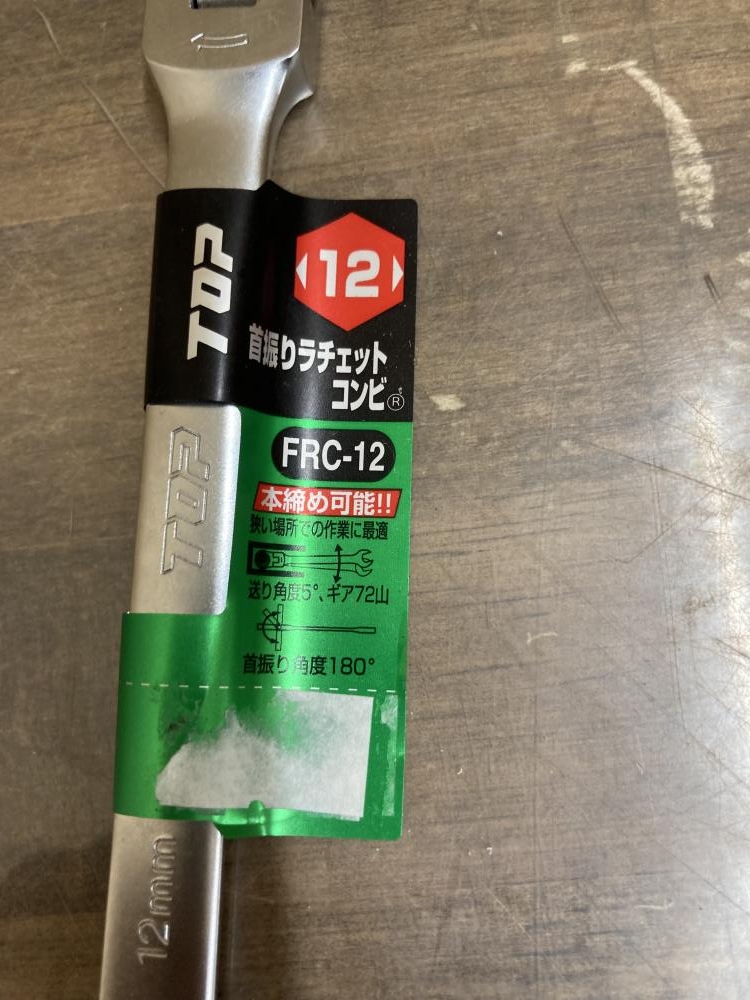 TOP
12
首振りラチェット
コンビ®
TOP
FRC-12
本締め可能!!
狭い場所での作業に最適
送り角度5°、ギア72山
首振り角度180°
12mm